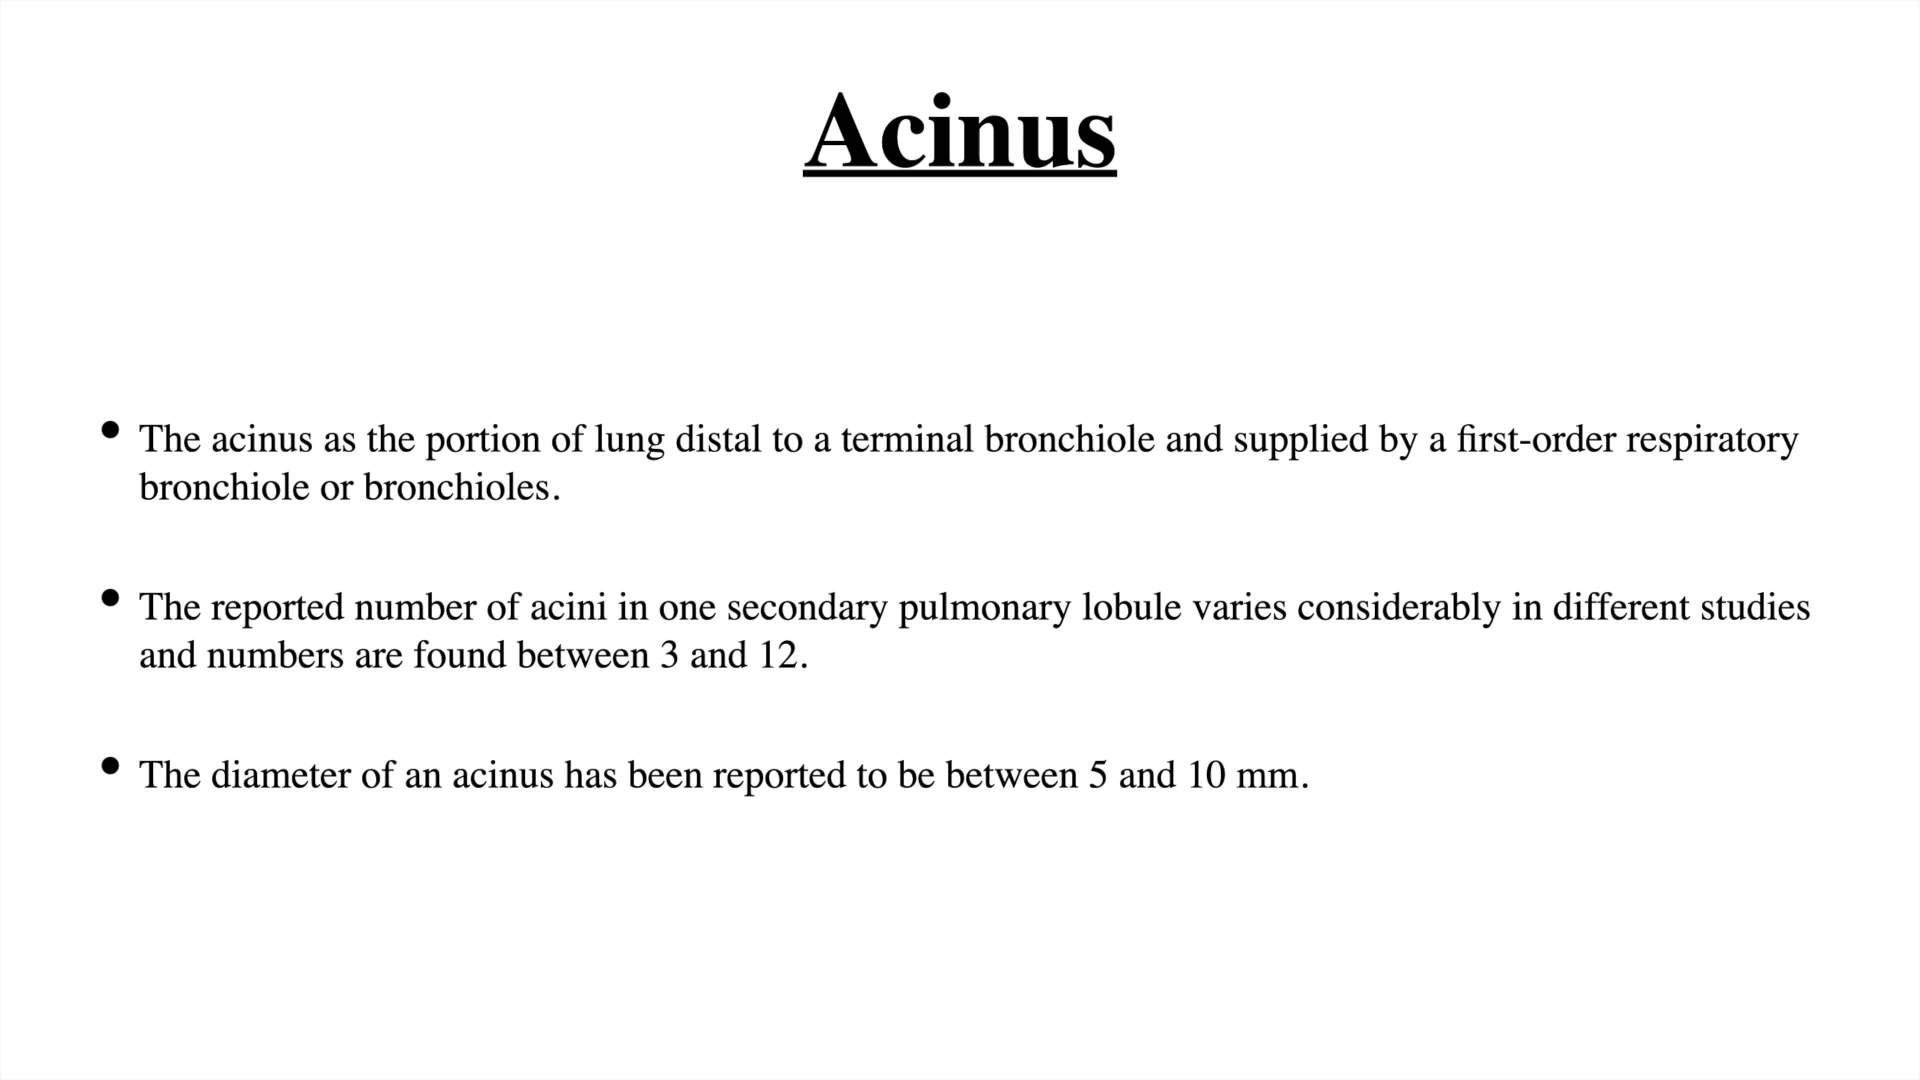 Acinus
• The acinus as the portion of lung distal to a terminal bronchiole and supplied by a first-order respiratory
bronchiole or bronchioles.
• The reported number of acini in one secondary pulmonary lobule varies considerably in different studies
and numbers are found between 3 and 12.
• The diameter of an acinus has been reported to be between 5 and 10 mm.